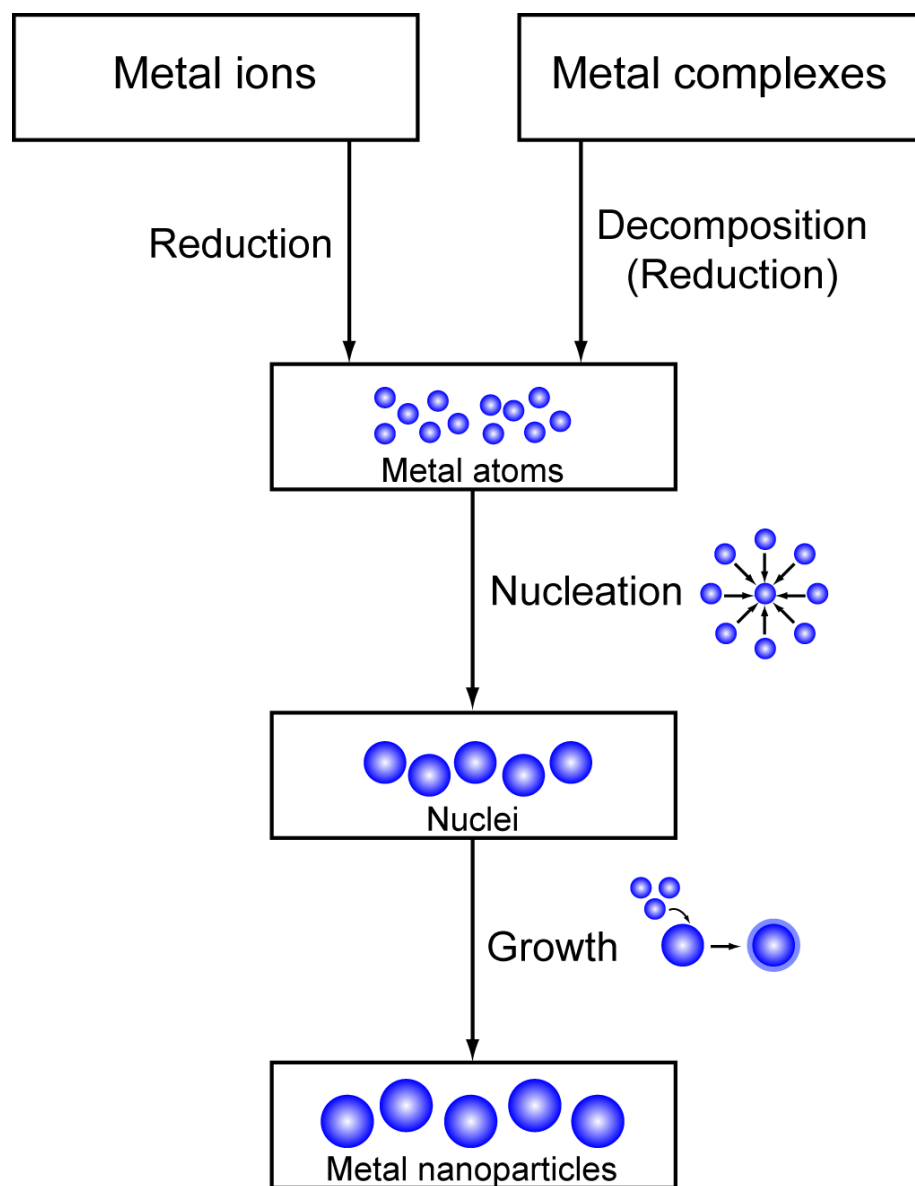 Metal ions
Metal complexes
Reduction
Decomposition
(Reduction)
Metal atoms
Nucleation
Nuclei
Growth
Metal nanoparticles